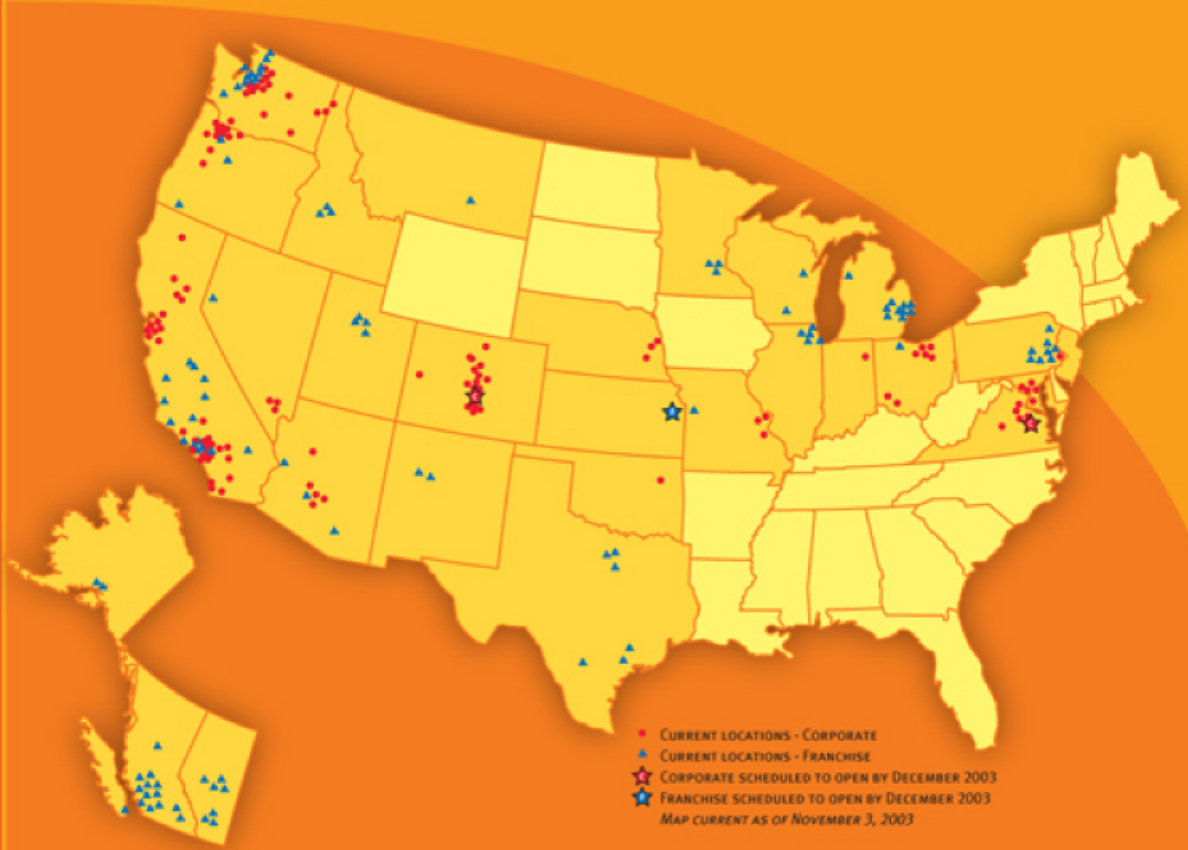 Current locations - Corporate
Current locations - Franchise
C Corporate scheduled to open by December 2003
F Franchise scheduled to open by December 2003
Map current as of November 3, 2003
C
F
C